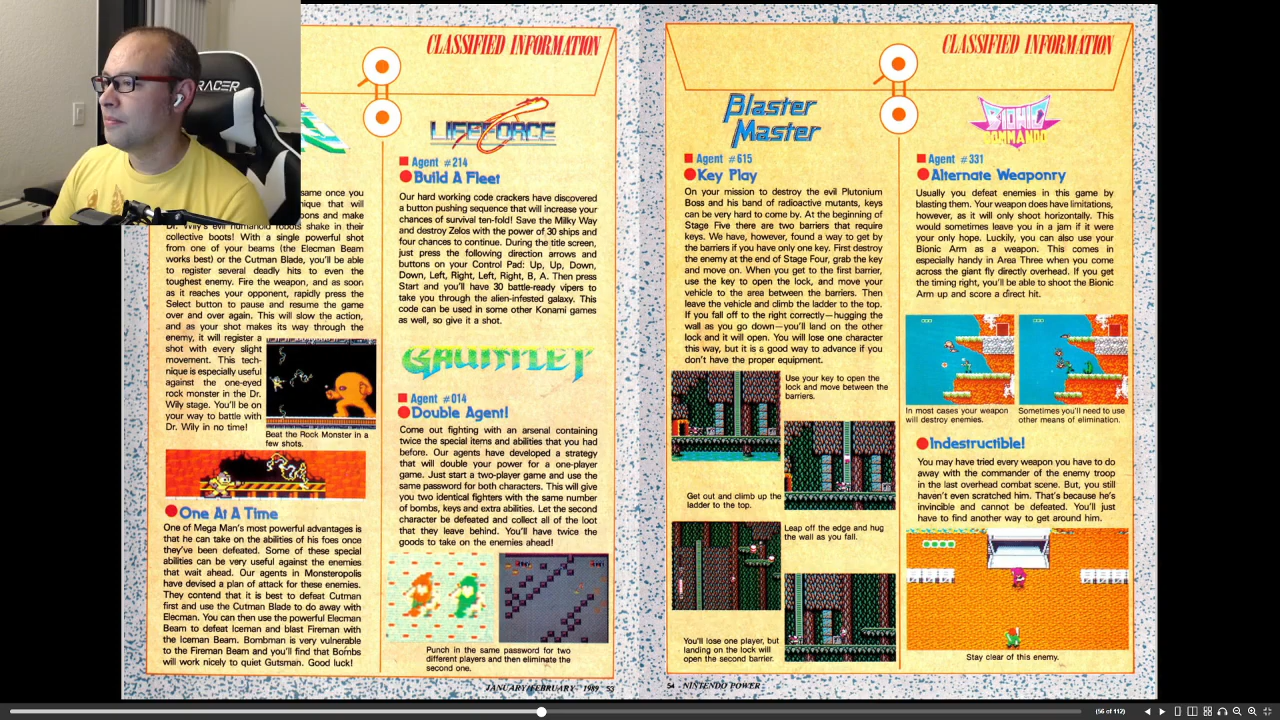 RACER
CLASSIFIED INFORMATION
same once you
nique that will
pons and make
Dr. Wily's evil humanoid robots shake in their
collective boots! With a single powerful shot
from one of your beams (the Elecman Beam
works best) or the Cutman Blade, you'll be able
to register several deadly hits to even the
toughest enemy. Fire the weapon, and as soon
as it reaches your opponent, rapidly press the
Select button to pause and resume the game
over and over again. This will slow the action,
and as your shot makes its way through the
enemy, it will register a
shot with every slight
movement. This tech-
nique is especially useful
against the one-eyed
rock monster in the Dr.
Wily stage. You'll be on
your way to battle with
Dr. Wily in no time!
Beat the Rock Monster in a
few shots.
One At A Time
One of Mega Man's most powerful advantages is
that he can take on the abilities of his foes once
they've been defeated. Some of these special
abilities can be very useful against the enemies
that wait ahead. Our agents in Monsteropolis
have devised a plan of attack for these enemies.
They contend that it is best to defeat Cutman
first and use the Cutman Blade to do away with
Elecman. You can then use the powerful Elecman
Beam to defeat Iceman and blast Fireman with
the Iceman Beam. Bombman is very vulnerable
to the Fireman Beam and you'll find that Bombs
will work nicely to quiet Gutsman. Good luck!
LIFEFORCE
Agent #214
Build A Fleet
Our hard working code crackers have discovered
a button pushing sequence that will increase your
chances of survival ten-fold! Save the Milky Way
and destroy Zelos with the power of 30 ships and
four chances to continue. During the title screen,
just press the following direction arrows and
buttons on your Control Pad: Up, Up, Down,
Down, Left, Right, Left, Right, B, A. Then press
Start and you'll have 30 battle-ready vipers to
take you through the alien-infested galaxy. This
code can be used in some other Konami games
as well, so give it a shot.
GAUNTLET
Agent #014
Double Agent!
Come out fighting with an arsenal containing
twice the special items and abilities that you had
before. Our agents have developed a strategy
that will double your power for a one-player
game. Just start a two-player game and use the
same password for both characters. This will give
you two identical fighters with the same number
of bombs, keys and extra abilities. Let the second
character be defeated and collect all of the loot
that they leave behind. You'll have twice the
goods to take on the enemies ahead!
Punch in the same password for two
different players and then eliminate the
second one.
JANUARY/FEBRUARY 1989 53
CLASSIFIED INFORMATION
Blaster
Master
Agent #615
Key Play
On your mission to destroy the evil Plutonium
Boss and his band of radioactive mutants, keys
can be very hard to come by. At the beginning of
Stage Five there are two barriers that require
keys. We have, however, found a way to get by
the barriers if you have only one key. First destroy
the enemy at the end of Stage Four, grab the key
and move on. When you get to the first barrier,
use the key to open the lock, and move your
vehicle to the area between the barriers. Then
leave the vehicle and climb the ladder to the top.
If you fall off to the right correctly—hugging the
wall as you go down—you'll land on the other
lock and it will open. You will lose one character
this way, but it is a good way to advance if you
don't have the proper equipment.
Use your key to open the
lock and move between the
barriers.
Get out and climb up the
ladder to the top.
Leap off the edge and hug
the wall as you fall.
You'll lose one player, but
landing on the lock will
open the second barrier.
BIONIC
COMMANDO
Agent #331
Alternate Weaponry
Usually you defeat enemies in this game by
blasting them. Your weapon does have limitations,
however, as it will only shoot horizontally. This
would sometimes leave you in a jam if it were
your only hope. Luckily, you can also use your
Bionic Arm as a weapon. This comes in
especially handy in Area Three when you come
across the giant fly directly overhead. If you get
the timing right, you'll be able to shoot the Bionic
Arm up and score a direct hit.
In most cases your weapon
will destroy enemies.
Sometimes you'll need to use
other means of elimination.
Indestructible!
You may have tried every weapon you have to do
away with the commander of the enemy troop
in the last overhead combat scene. But, you still
haven't even scratched him. That's because he's
invincible and cannot be defeated. You'll just
have to find another way to get around him.
Stay clear of this enemy.
54 NINTENDO POWER
(56 of 112)